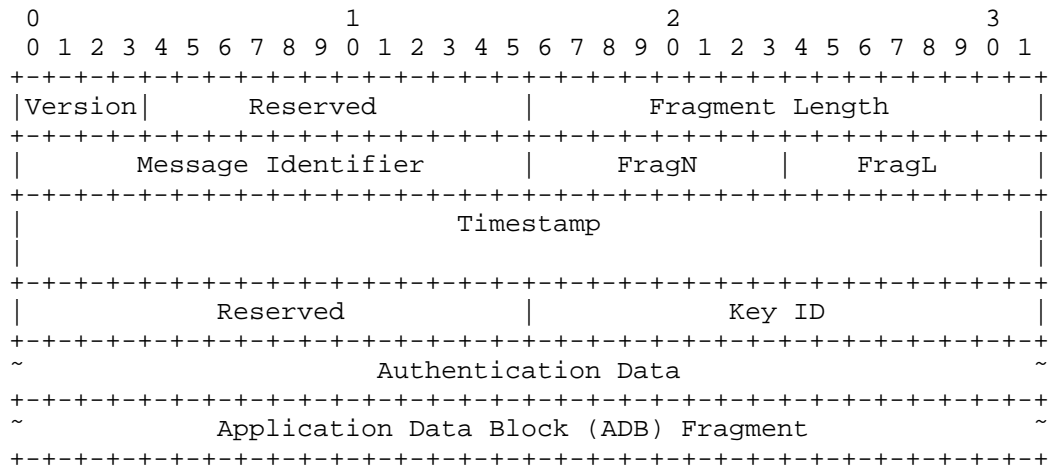 0                   1                   2                   3
 0 1 2 3 4 5 6 7 8 9 0 1 2 3 4 5 6 7 8 9 0 1 2 3 4 5 6 7 8 9 0 1
+-+-+-+-+-+-+-+-+-+-+-+-+-+-+-+-+-+-+-+-+-+-+-+-+-+-+-+-+-+-+-+-+
|Version|      Reserved         |       Fragment Length         |
+-+-+-+-+-+-+-+-+-+-+-+-+-+-+-+-+-+-+-+-+-+-+-+-+-+-+-+-+-+-+-+-+
|       Message Identifier      |     FragN     |    FragL      |
+-+-+-+-+-+-+-+-+-+-+-+-+-+-+-+-+-+-+-+-+-+-+-+-+-+-+-+-+-+-+-+-+
|                           Timestamp                           |
|                                                               |
+-+-+-+-+-+-+-+-+-+-+-+-+-+-+-+-+-+-+-+-+-+-+-+-+-+-+-+-+-+-+-+-+
|            Reserved           |            Key ID             |
+-+-+-+-+-+-+-+-+-+-+-+-+-+-+-+-+-+-+-+-+-+-+-+-+-+-+-+-+-+-+-+-+
~                      Authentication Data                      ~
+-+-+-+-+-+-+-+-+-+-+-+-+-+-+-+-+-+-+-+-+-+-+-+-+-+-+-+-+-+-+-+-+
~            Application Data Block (ADB) Fragment              ~
+-+-+-+-+-+-+-+-+-+-+-+-+-+-+-+-+-+-+-+-+-+-+-+-+-+-+-+-+-+-+-+-+